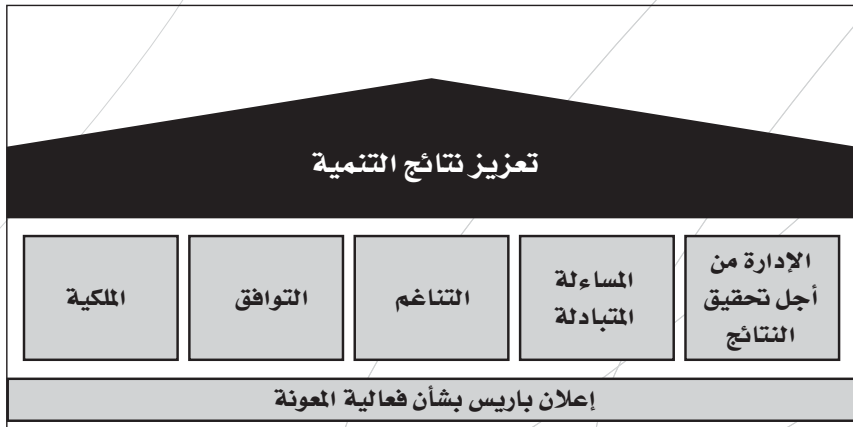 تعزيز نتائج التنمية
الإدارة من
أجل تحقيق
النتائج
المساءلة
المتبادلة
التناغم
التوافق
الملكية
إعلان باريس بشأن فعالية المعونة